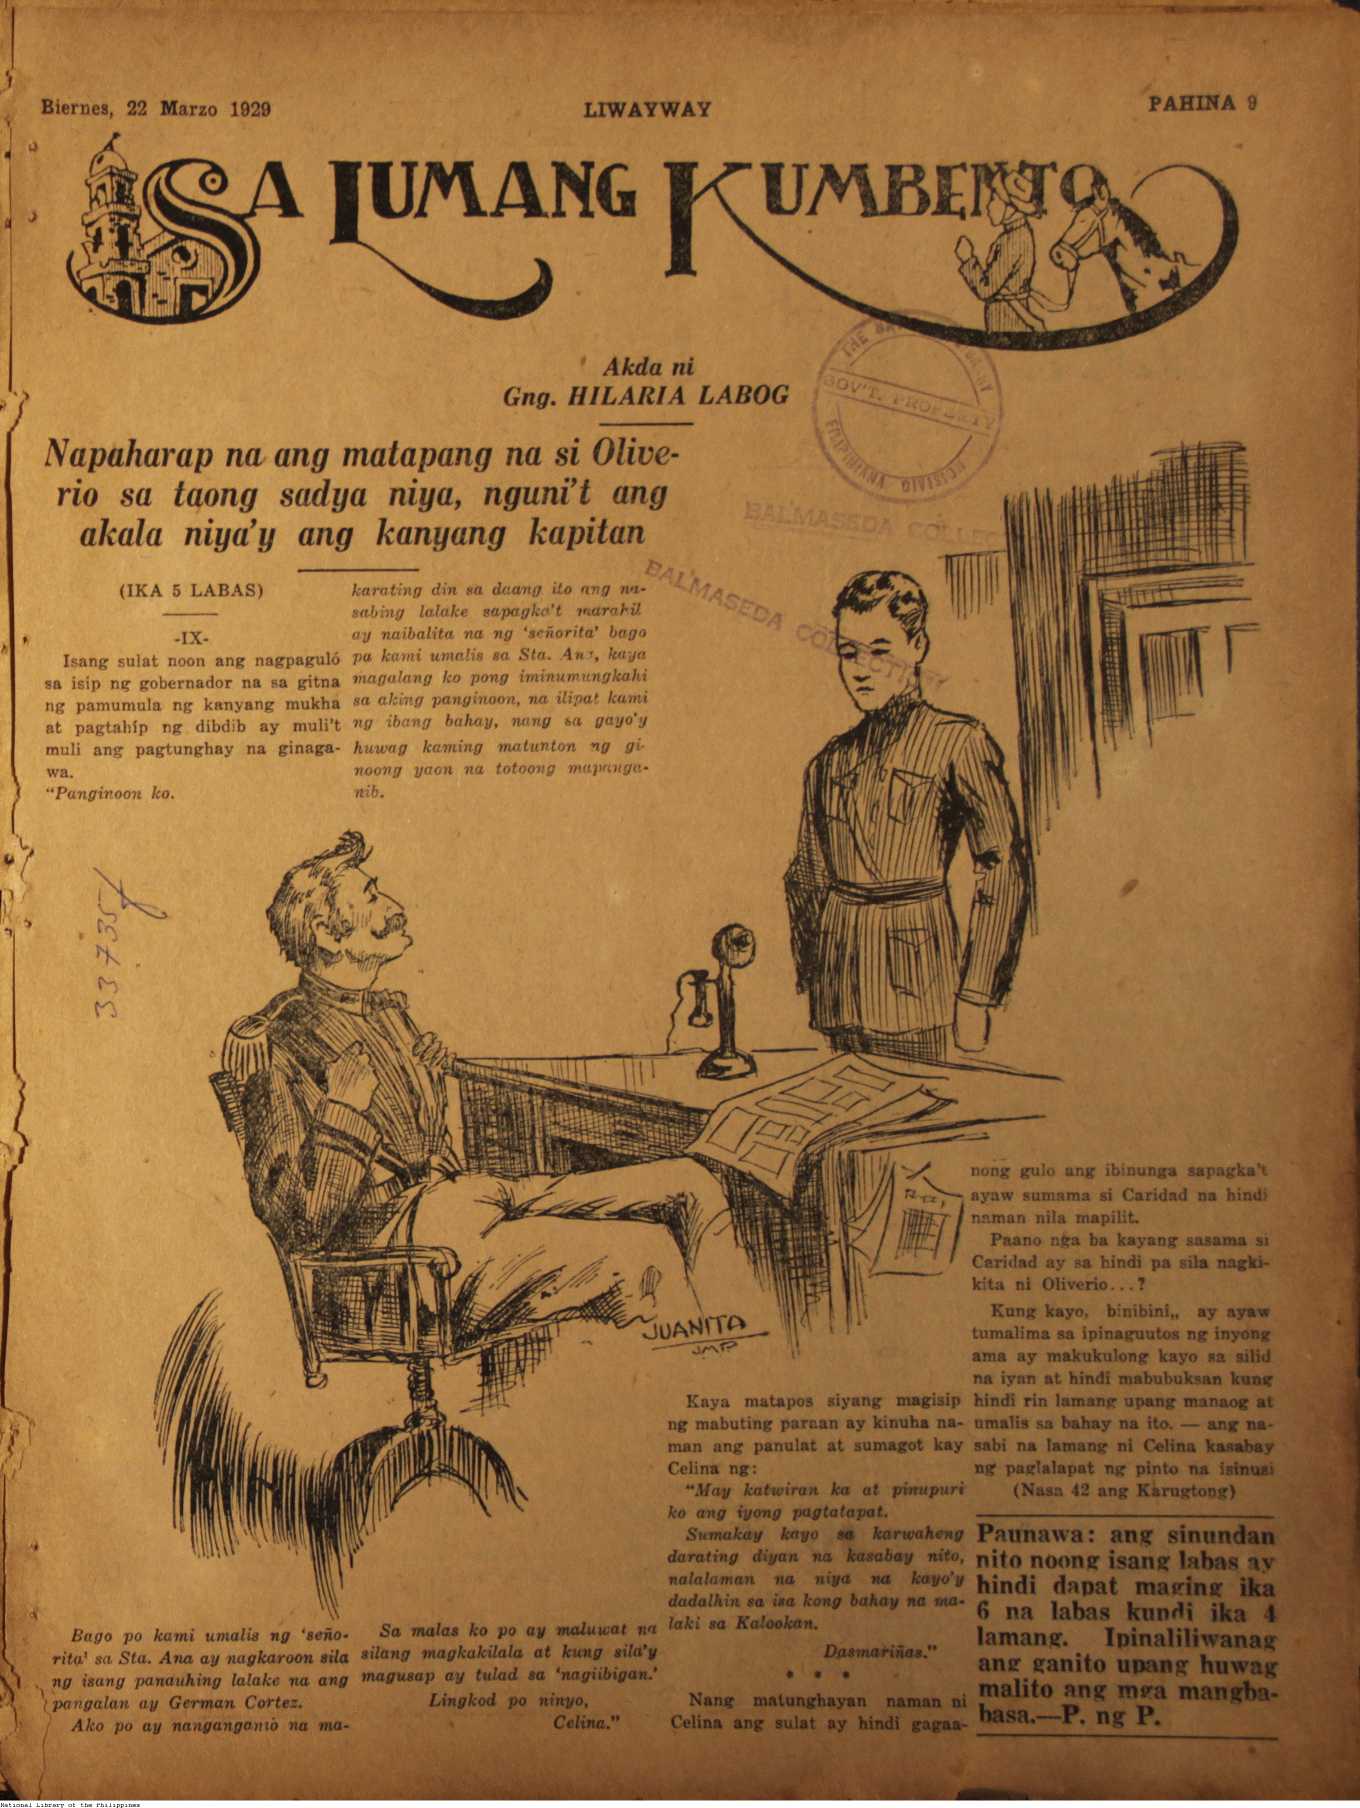 Biernes, 22 Marzo 1929
LIWAYWAY
PAHINA 9
SA LUMANG KUMBENTO
Akda ni
Gng. HILARIA LABOG
Napaharap na ang matapang na si Olive-
rio sa taong sadya niya, nguni't ang
akala niya'y ang kanyang kapitan
(IKA 5 LABAS)
-IX-
Isang sulat noon ang nagpaguló
sa isip ng gobernador na sa gitna
ng pamumula ng kanyang mukha
at pagtahip ng dibdib ay muli't
muli ang pagtunghay na ginaga-
wa.
"Panginoon ko.
Bago po kami umalis ng 'seño-
rita' sa Sta. Ana ay nagkaroon sila
ng isang panauhing lalake na ang
pangalan ay German Cortez.
Ako po ay nanganganib na ma-
karating din sa daang ito ang na-
sabing lalake sapagka't marahil
ay naibalita na ng 'señorita' bago
pa kami umalis sa Sta. Ana, kaya
magalang ko pong iminumungkahi
sa aking panginoon, na ilipat kami
ng ibang bahay, nang sa gayo'y
huwag kaming matunton ng gi-
noong yaon na totoong mapanga-
nib.
Sa malas ko po ay maluwat na
silang magkakilala at kung sila'y
magusap ay tulad sa 'nagiibigan.'
Lingkod po ninyo,
Celina."
Kaya matapos siyang magisip
ng mabuting paraan ay kinuha na-
man ang panulat at sumagot kay
Celina ng:
"May katwiran ka at pinupuri
ko ang iyong pagtatapat.
Sumakay kayo sa karwaheng
darating diyan na kasabay nito,
nalalaman na niya na kayo'y
dadalhin sa isa kong bahay na ma-
laki sa Kalookan.
Dasmariñas."
* * *
Nang matunghayan naman ni
Celina ang sulat ay hindi gagaa-
nong gulo ang ibinunga sapagka't
ayaw sumama si Caridad na hindi
naman nila mapilit.
Paano nga ba kayang sasama si
Caridad ay sa hindi pa sila nagki-
kita ni Oliverio...?
Kung kayo, binibini,, ay ayaw
tumalima sa ipinaguutos ng inyong
ama ay makukulong kayo sa silid
na iyan at hindi mabubuksan kung
hindi rin lamang upang manaog at
umalis sa bahay na ito. — ang na-
sabi na lamang ni Celina kasabay
ng paglalapat ng pinto na isinusi
(Nasa 42 ang Karugtong)
Paunawa: ang sinundan
nito noong isang labas ay
hindi dapat maging ika
6 na labas kundi ika 4
lamang. Ipinaliliwanag
ang ganito upang huwag
malito ang mga mangba-
basa.—P. ng P.
JUANITA
JMP
GOV'T. PROPERTY
FILIPINIANA DIVISION
BALMASEDA COLLEC
BALMASEDA COLLECTION
33735
National Library of the Philippines